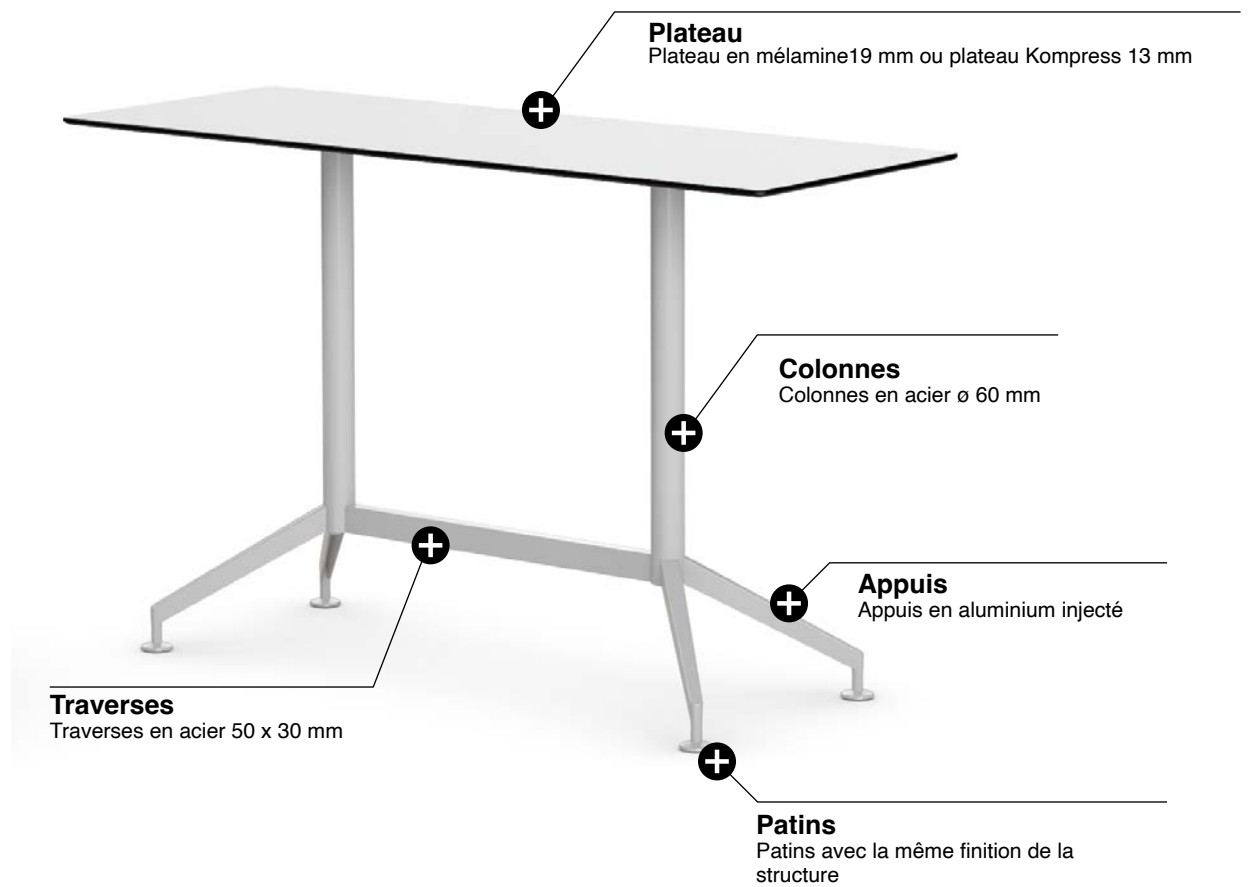 Plateau
Plateau en mélamine19 mm ou plateau Kompress 13 mm
Colonnes
Colonnes en acier ø 60 mm
Appuis
Appuis en aluminium injecté
Traverses
Traverses en acier 50 x 30 mm
Patins
Patins avec la même finition de la
structure